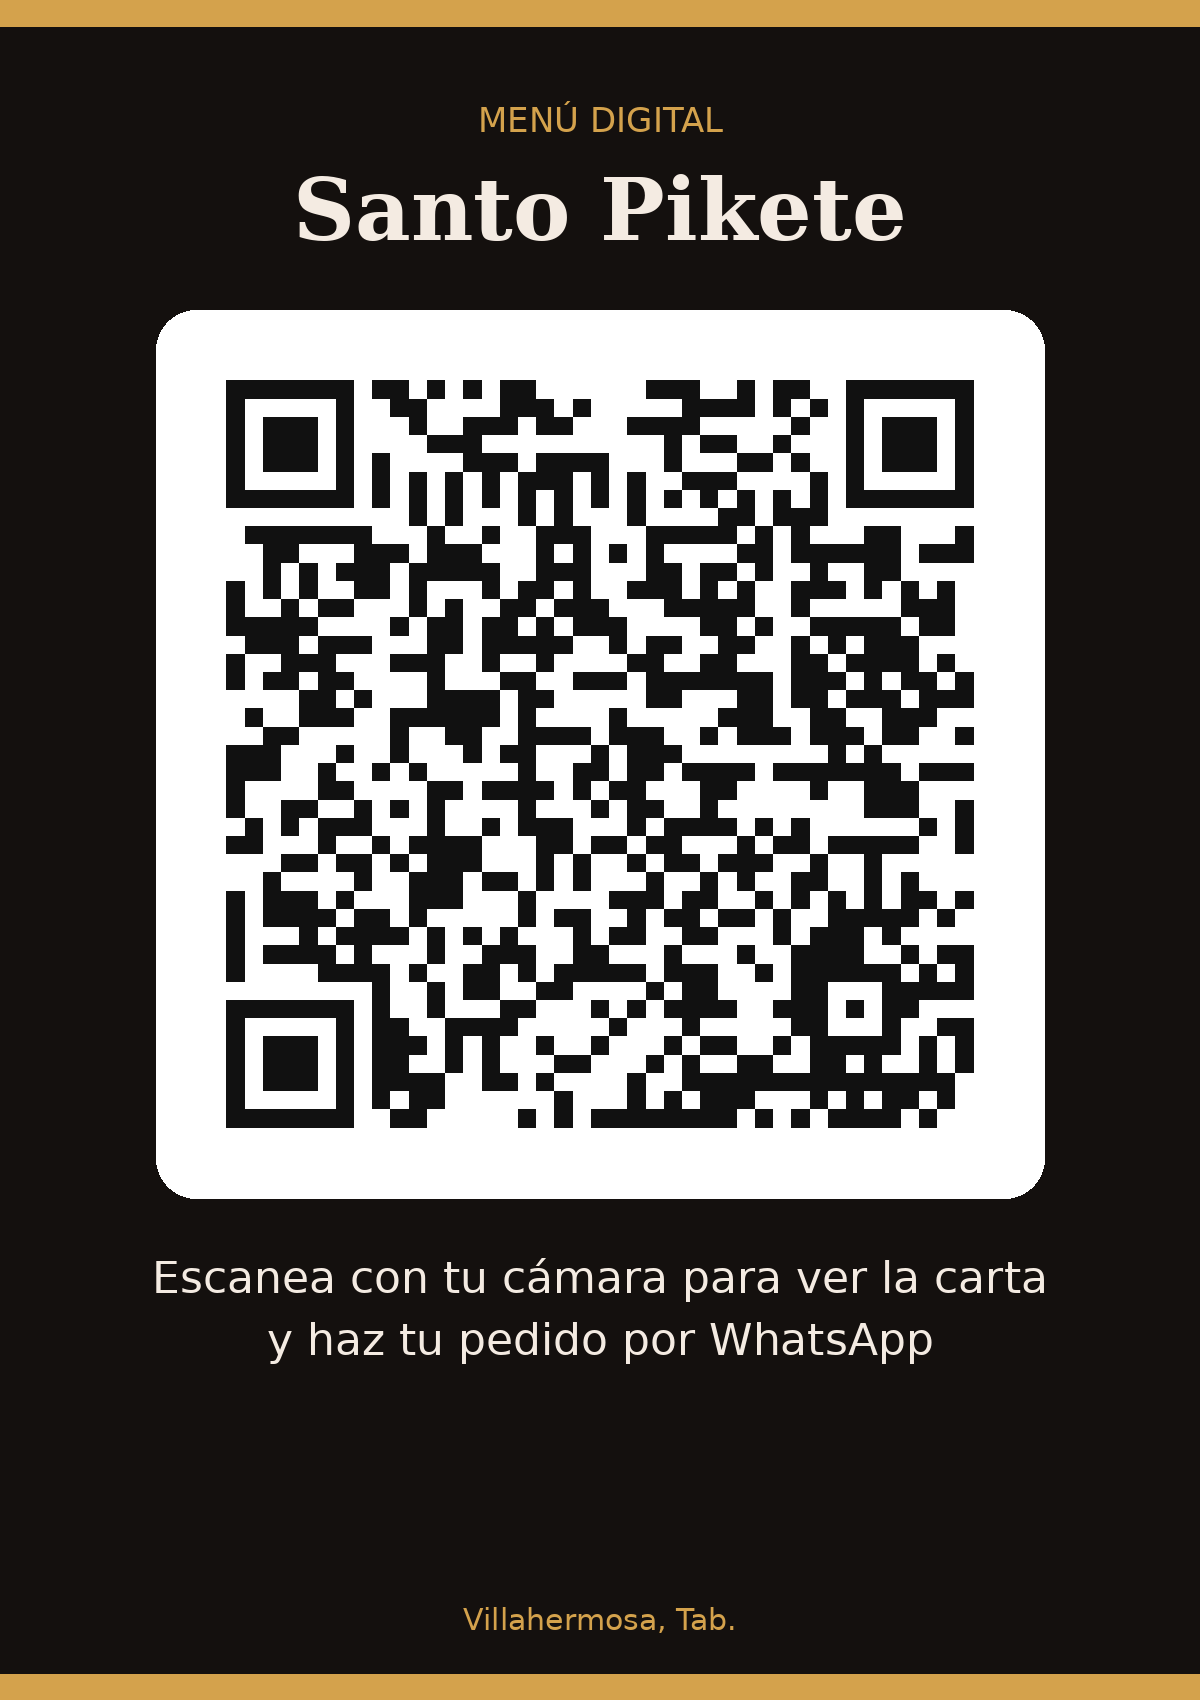 MENÚ DIGITAL
Santo Pikete
Escanea con tu cámara para ver la carta
y haz tu pedido por WhatsApp
Villahermosa, Tab.